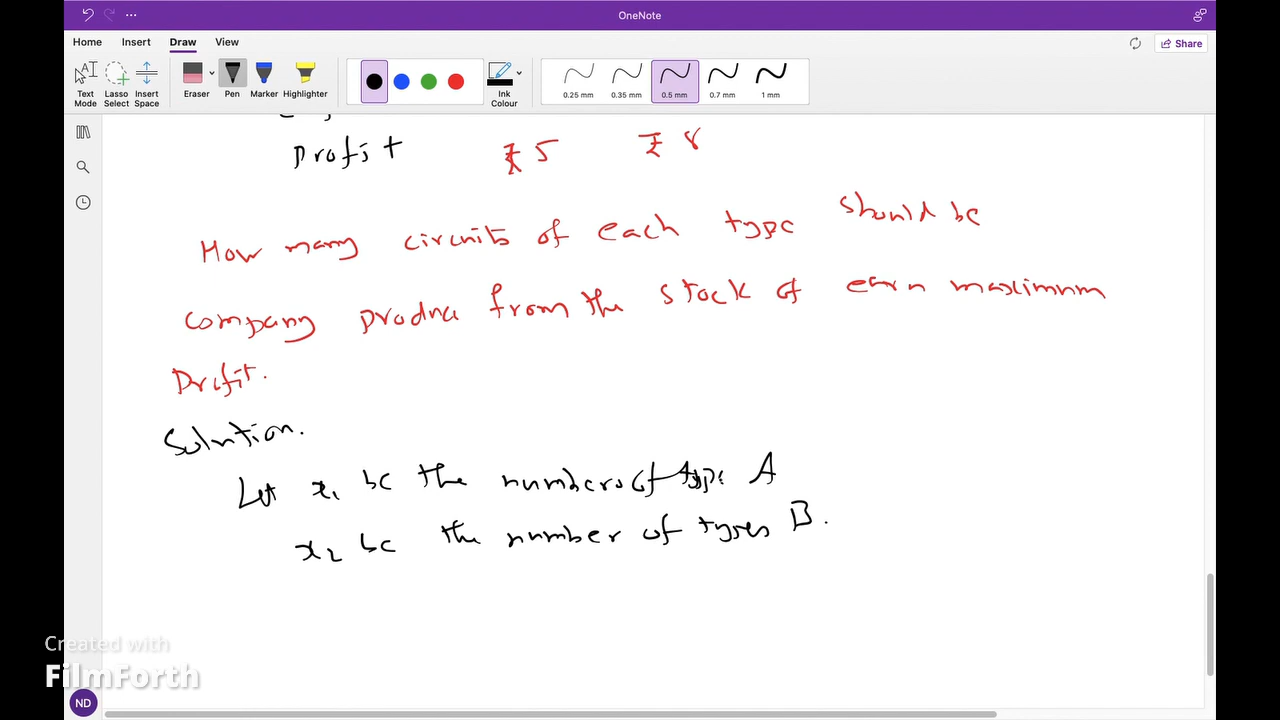 OneNote
Home Insert Draw View
Share
Text Mode
Lasso Select
Insert Space
Eraser
Pen
Marker
Highlighter
Ink Colour
0.25 mm
0.35 mm
0.5 mm
0.7 mm
1 mm
Profit ₹ 5 ₹ 8
How many circuits of each type should be
company produce from the stock of earn maximum
Profit.
Solution.
Let x₁ be the numbers of type A
x₂ be the number of types B.
Created with
FilmForth
ND